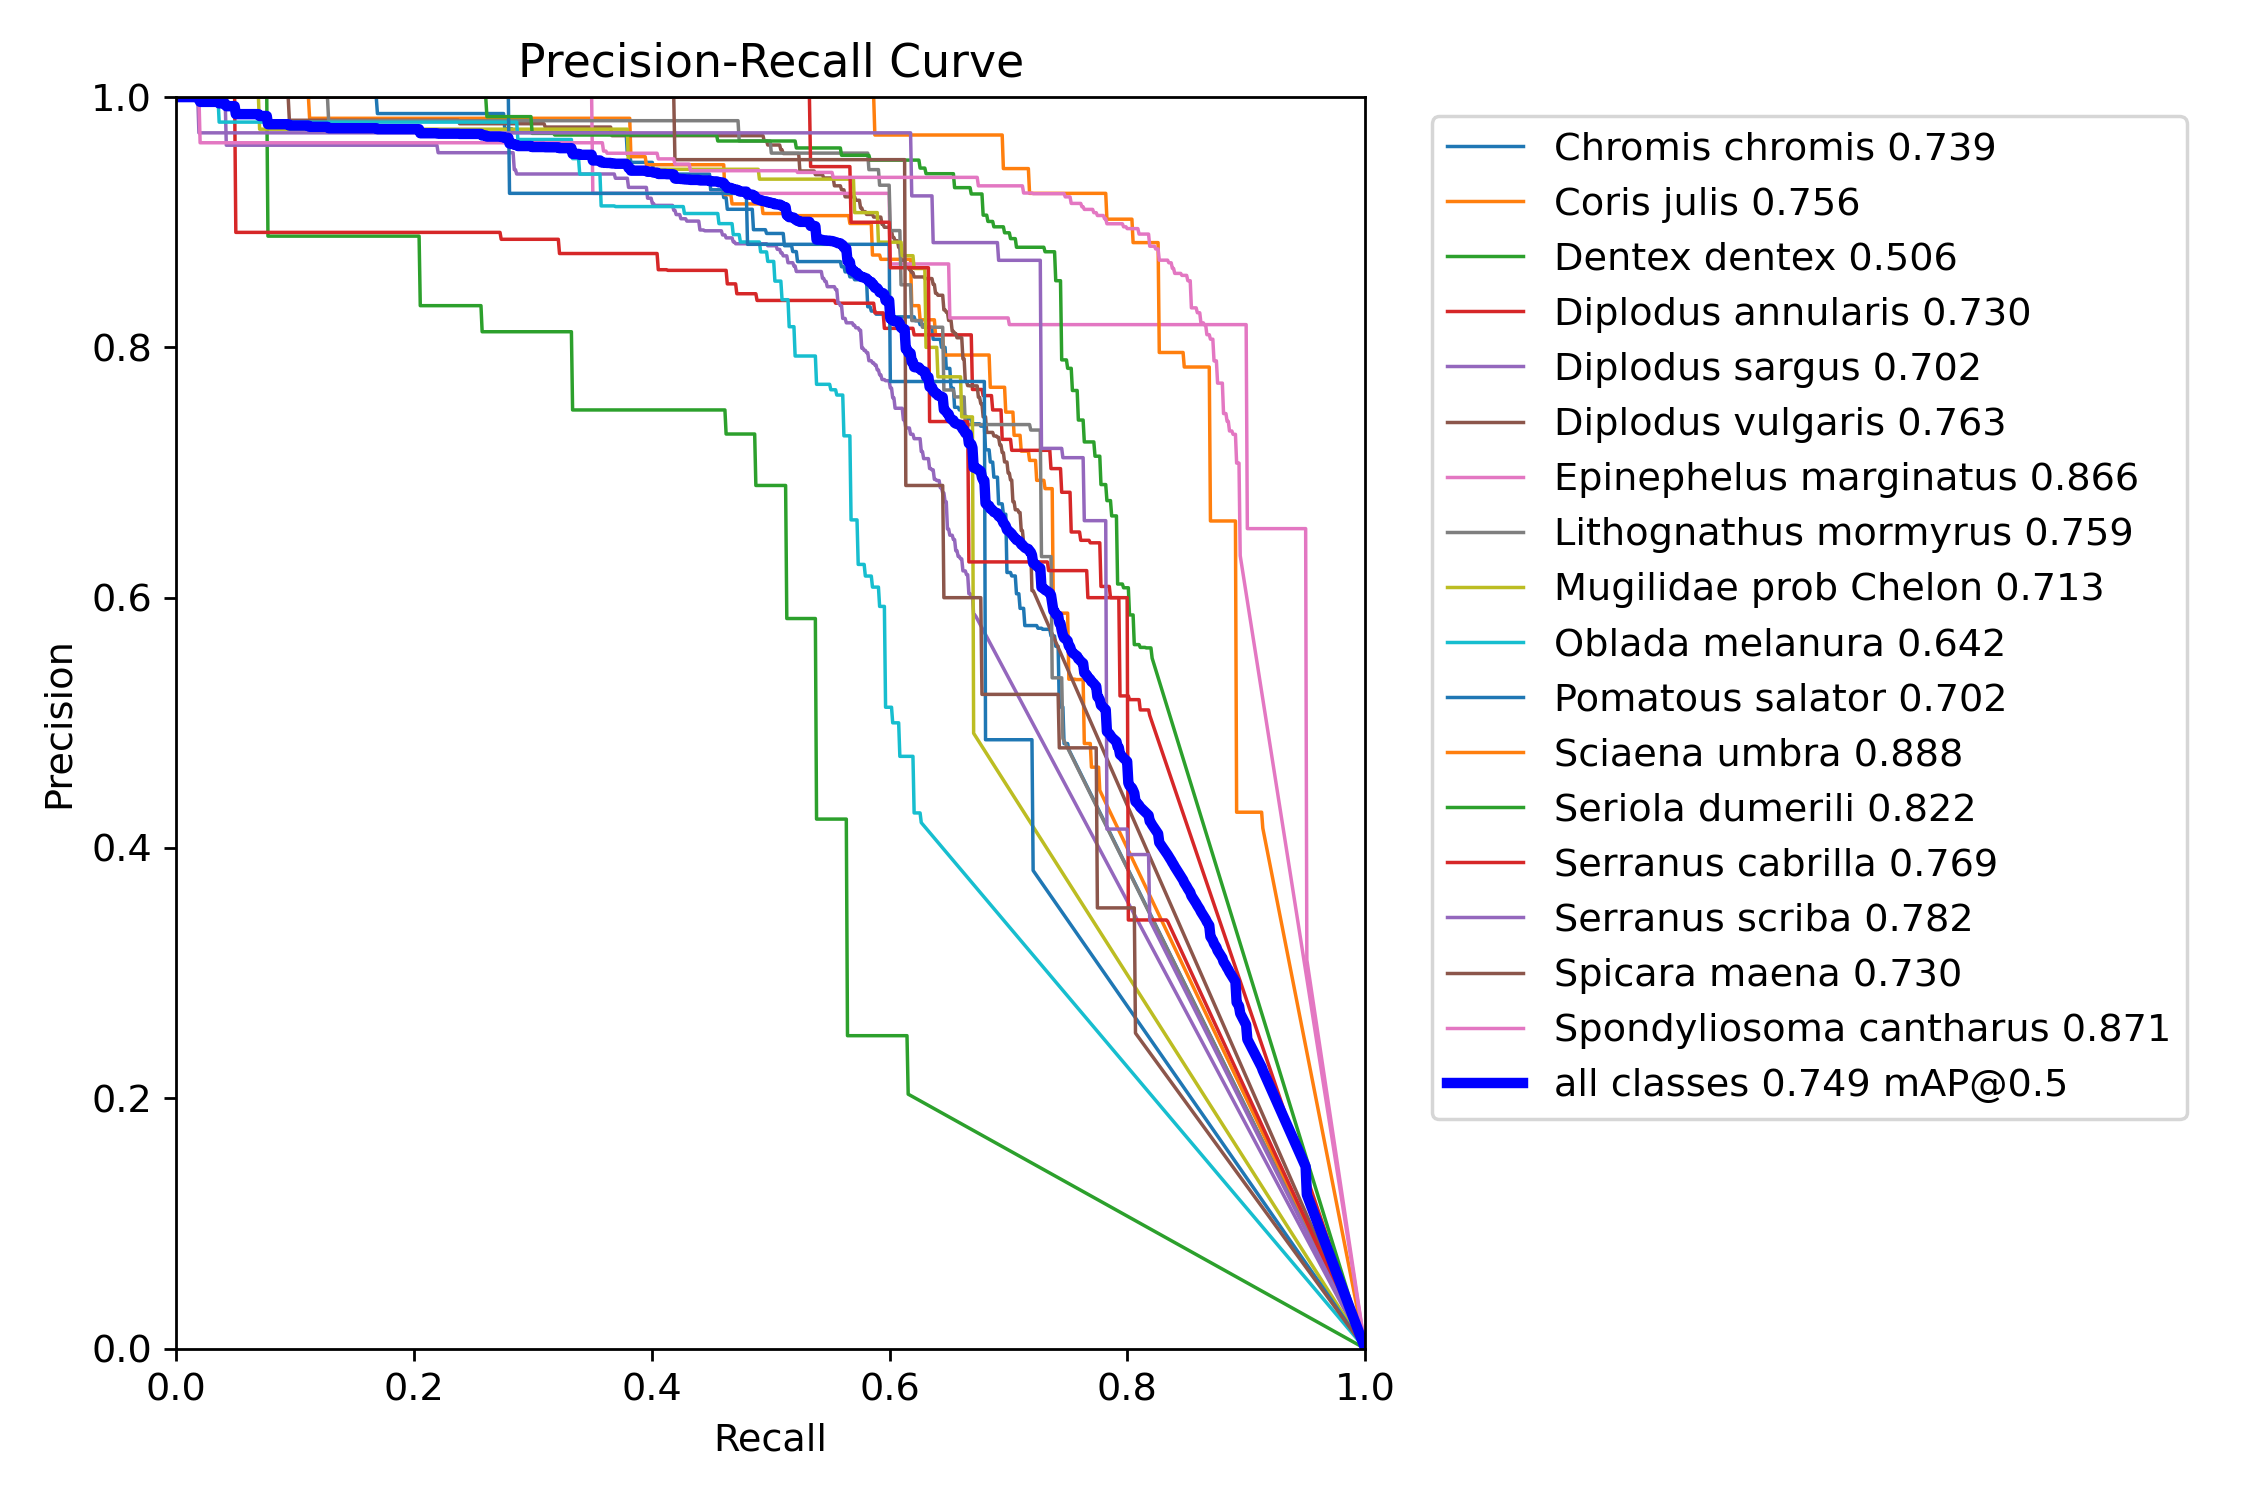 Precision-Recall Curve
1.0
0.8
0.6
0.4
0.2
0.0
Precision
0.0 0.2 0.4 0.6 0.8 1.0
Recall
Chromis chromis 0.739
Coris julis 0.756
Dentex dentex 0.506
Diplodus annularis 0.730
Diplodus sargus 0.702
Diplodus vulgaris 0.763
Epinephelus marginatus 0.866
Lithognathus mormyrus 0.759
Mugilidae prob Chelon 0.713
Oblada melanura 0.642
Pomatous salator 0.702
Sciaena umbra 0.888
Seriola dumerili 0.822
Serranus cabrilla 0.769
Serranus scriba 0.782
Spicara maena 0.730
Spondyliosoma cantharus 0.871
all classes 0.749 mAP@0.5